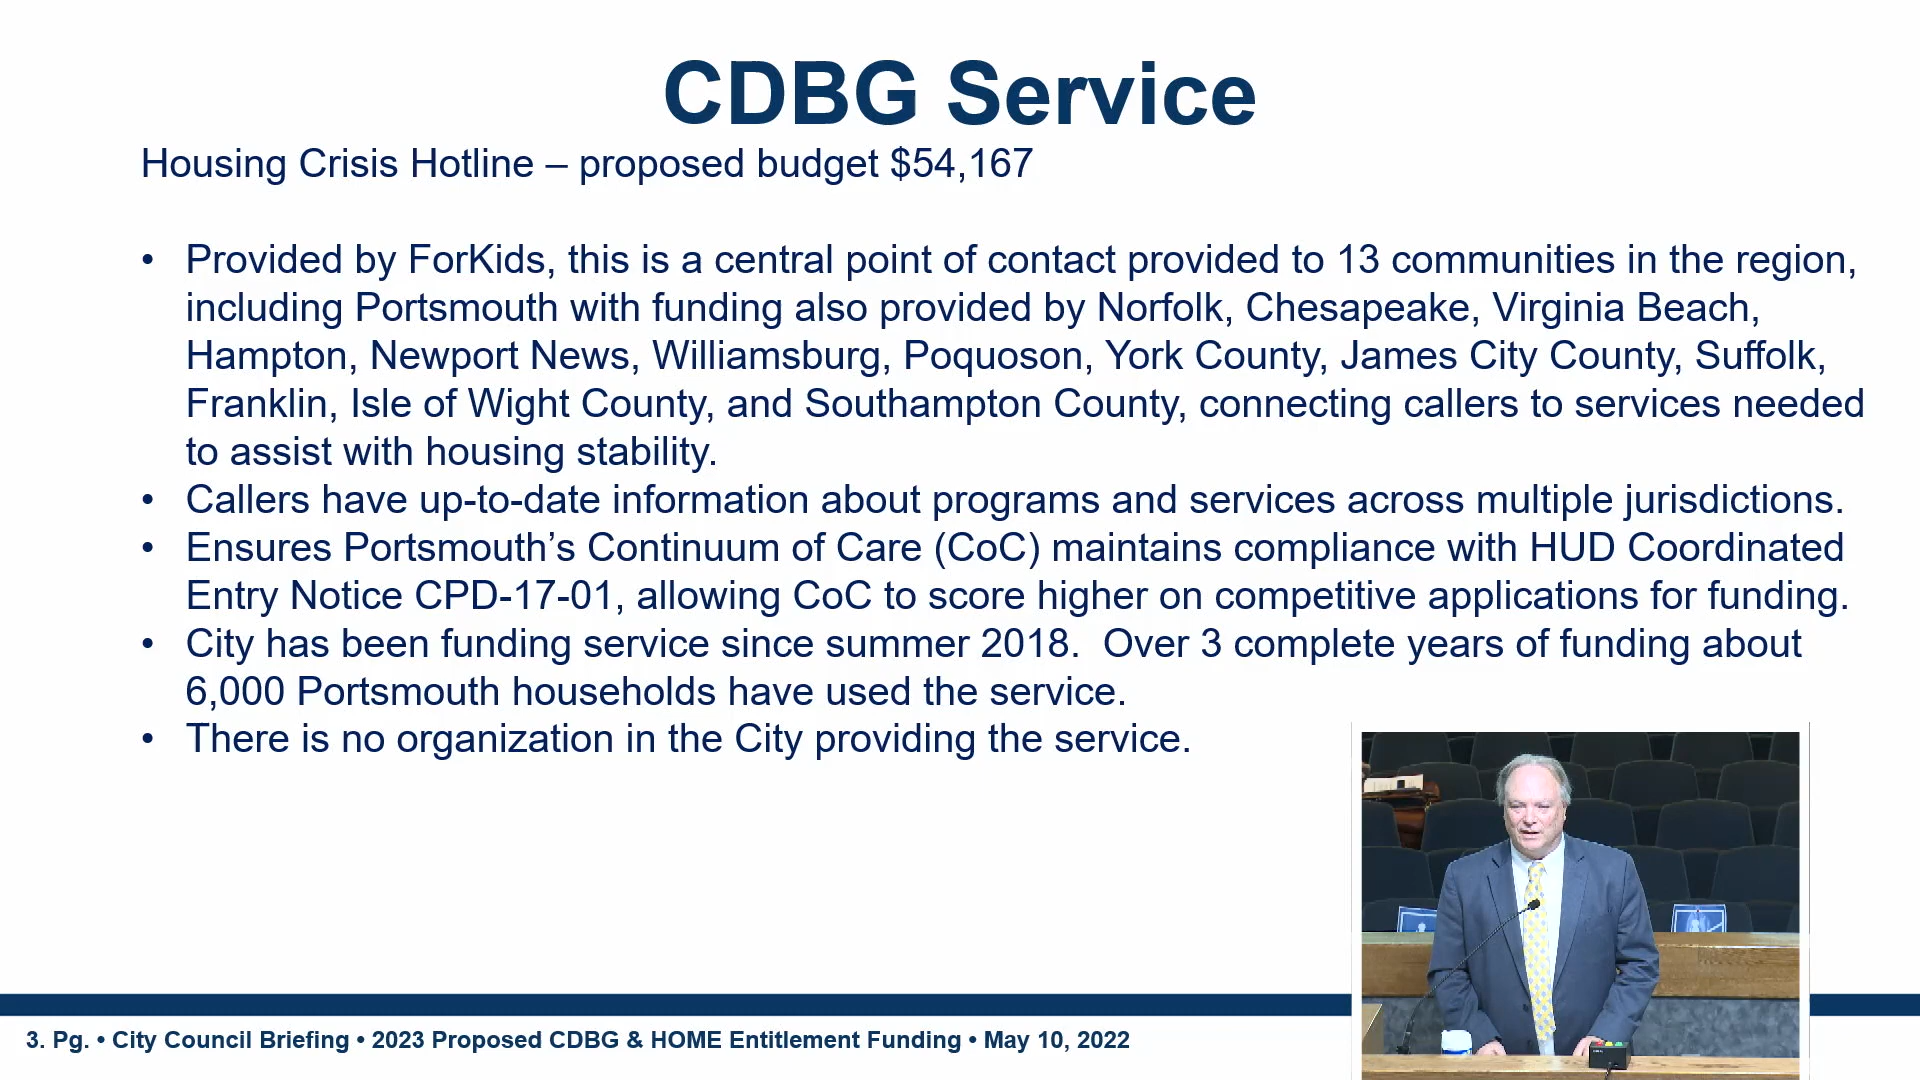 CDBG Service
Housing Crisis Hotline – proposed budget $54,167
• Provided by ForKids, this is a central point of contact provided to 13 communities in the region,
including Portsmouth with funding also provided by Norfolk, Chesapeake, Virginia Beach,
Hampton, Newport News, Williamsburg, Poquoson, York County, James City County, Suffolk,
Franklin, Isle of Wight County, and Southampton County, connecting callers to services needed
to assist with housing stability.
• Callers have up-to-date information about programs and services across multiple jurisdictions.
• Ensures Portsmouth’s Continuum of Care (CoC) maintains compliance with HUD Coordinated
Entry Notice CPD-17-01, allowing CoC to score higher on competitive applications for funding.
• City has been funding service since summer 2018.  Over 3 complete years of funding about
6,000 Portsmouth households have used the service.
• There is no organization in the City providing the service.
3. Pg. • City Council Briefing • 2023 Proposed CDBG & HOME Entitlement Funding • May 10, 2022